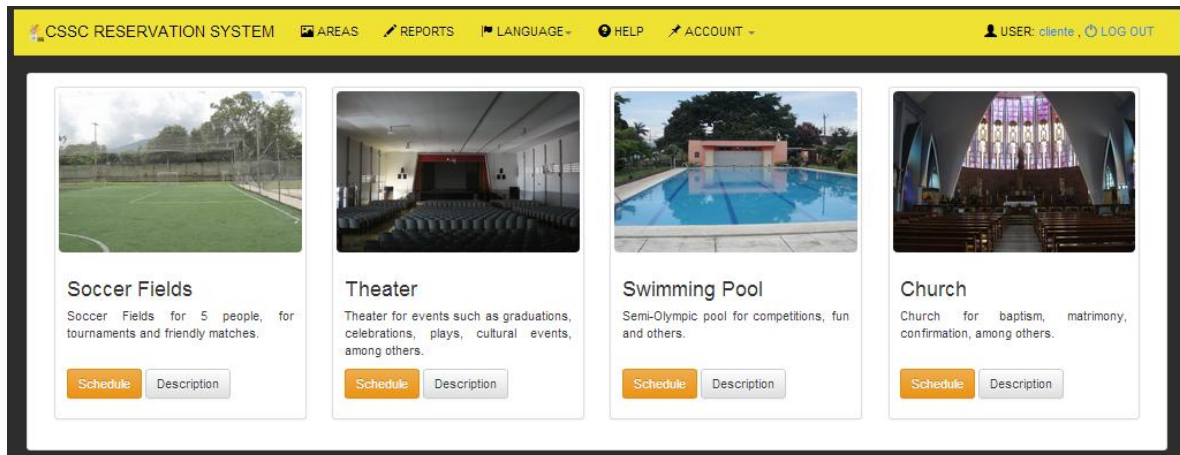 CSSC RESERVATION SYSTEM AREAS REPORTS LANGUAGE HELP ACCOUNT USER: cliente , LOG OUT
Soccer Fields
Soccer Fields for 5 people, for
tournaments and friendly matches.
Schedule Description
Theater
Theater for events such as graduations,
celebrations, plays, cultural events,
among others.
Schedule Description
Swimming Pool
Semi-Olympic pool for competitions, fun
and others.
Schedule Description
Church
Church for baptism, matrimony,
confirmation, among others.
Schedule Description